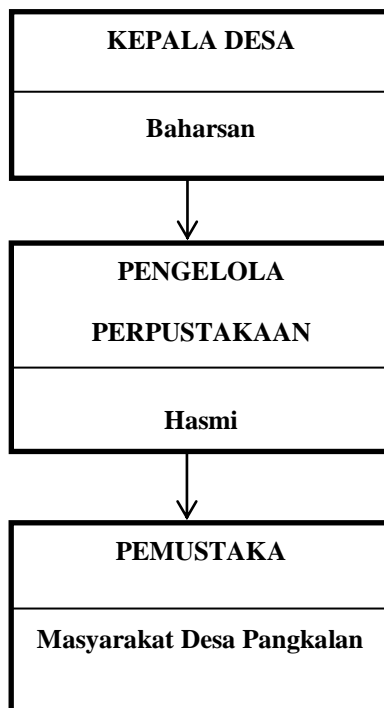 KEPALA DESA
Baharsan
PENGELOLA
PERPUSTAKAAN
Hasmi
PEMUSTAKA
Masyarakat Desa Pangkalan